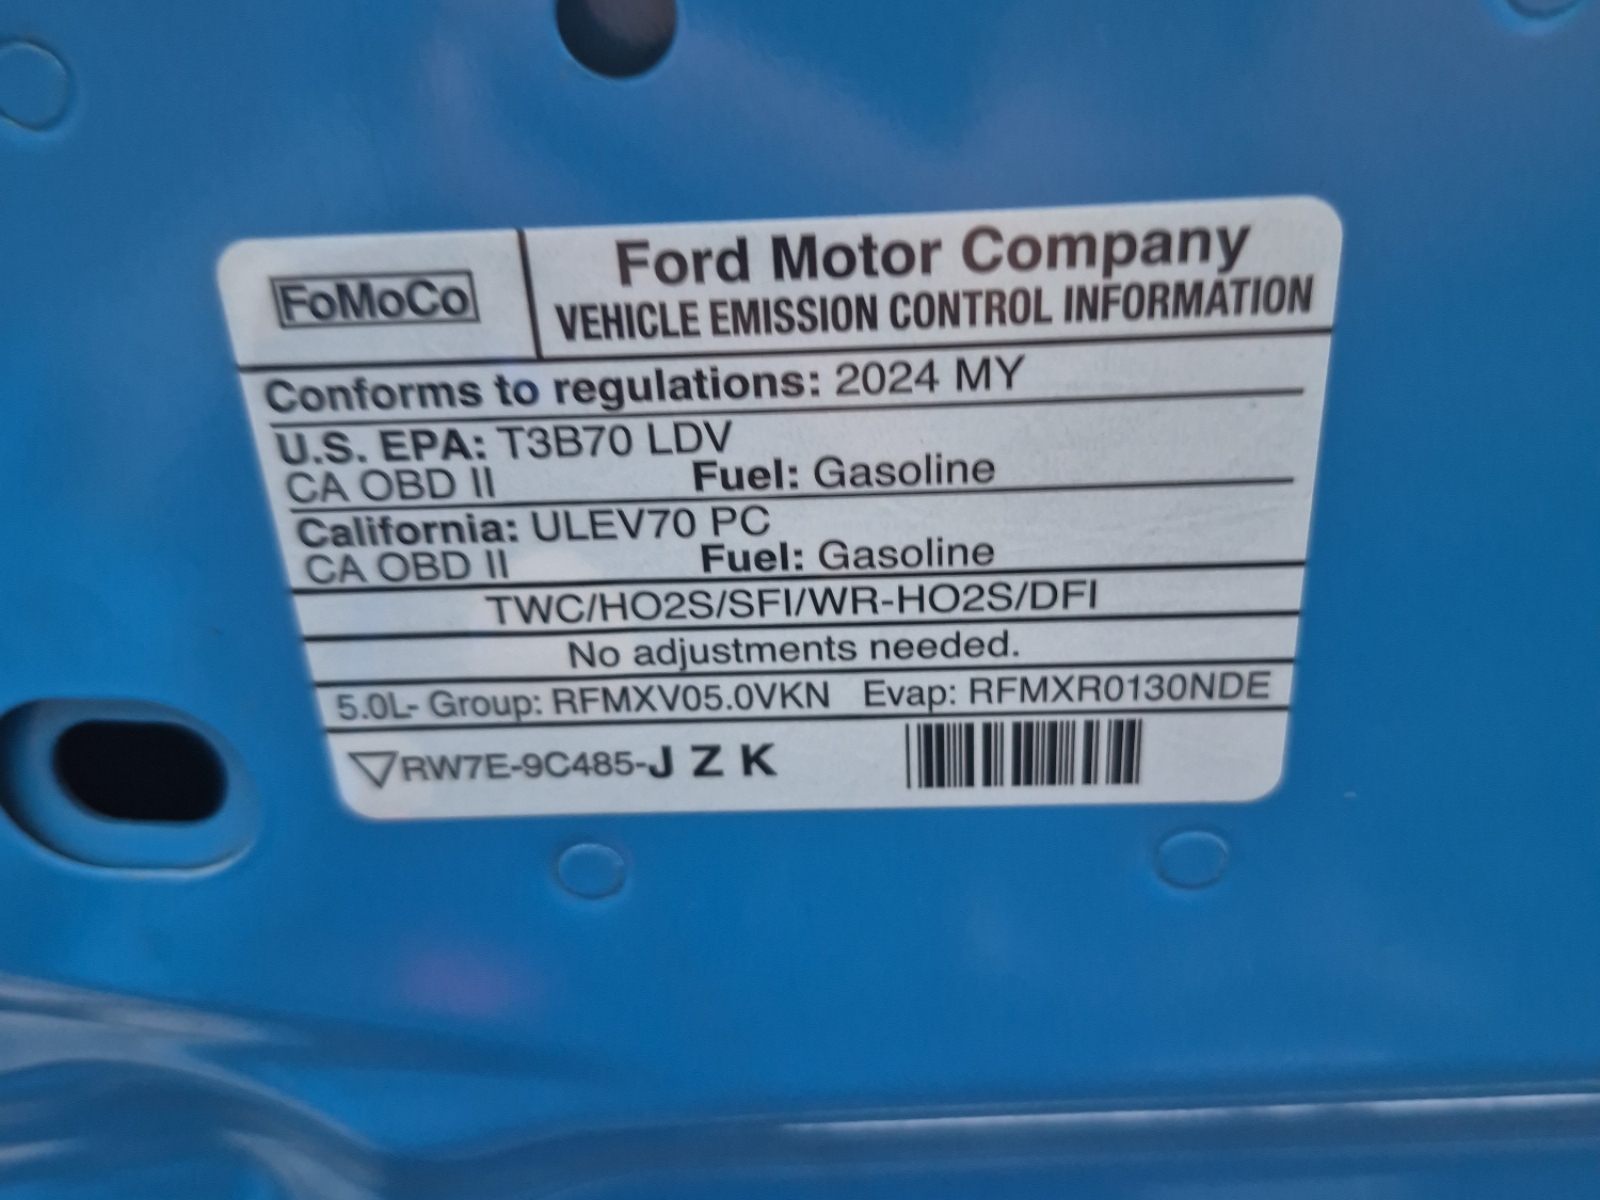 FoMoCo
Ford Motor Company
VEHICLE EMISSION CONTROL INFORMATION
Conforms to regulations: 2024 MY
U.S. EPA: T3B70 LDV
CA OBD II Fuel: Gasoline
California: ULEV70 PC
CA OBD II Fuel: Gasoline
TWC/HO2S/SFI/WR-HO2S/DFI
No adjustments needed.
5.0L- Group: RFMXV05.0VKN Evap: RFMXR0130NDE
RW7E-9C485-J Z K